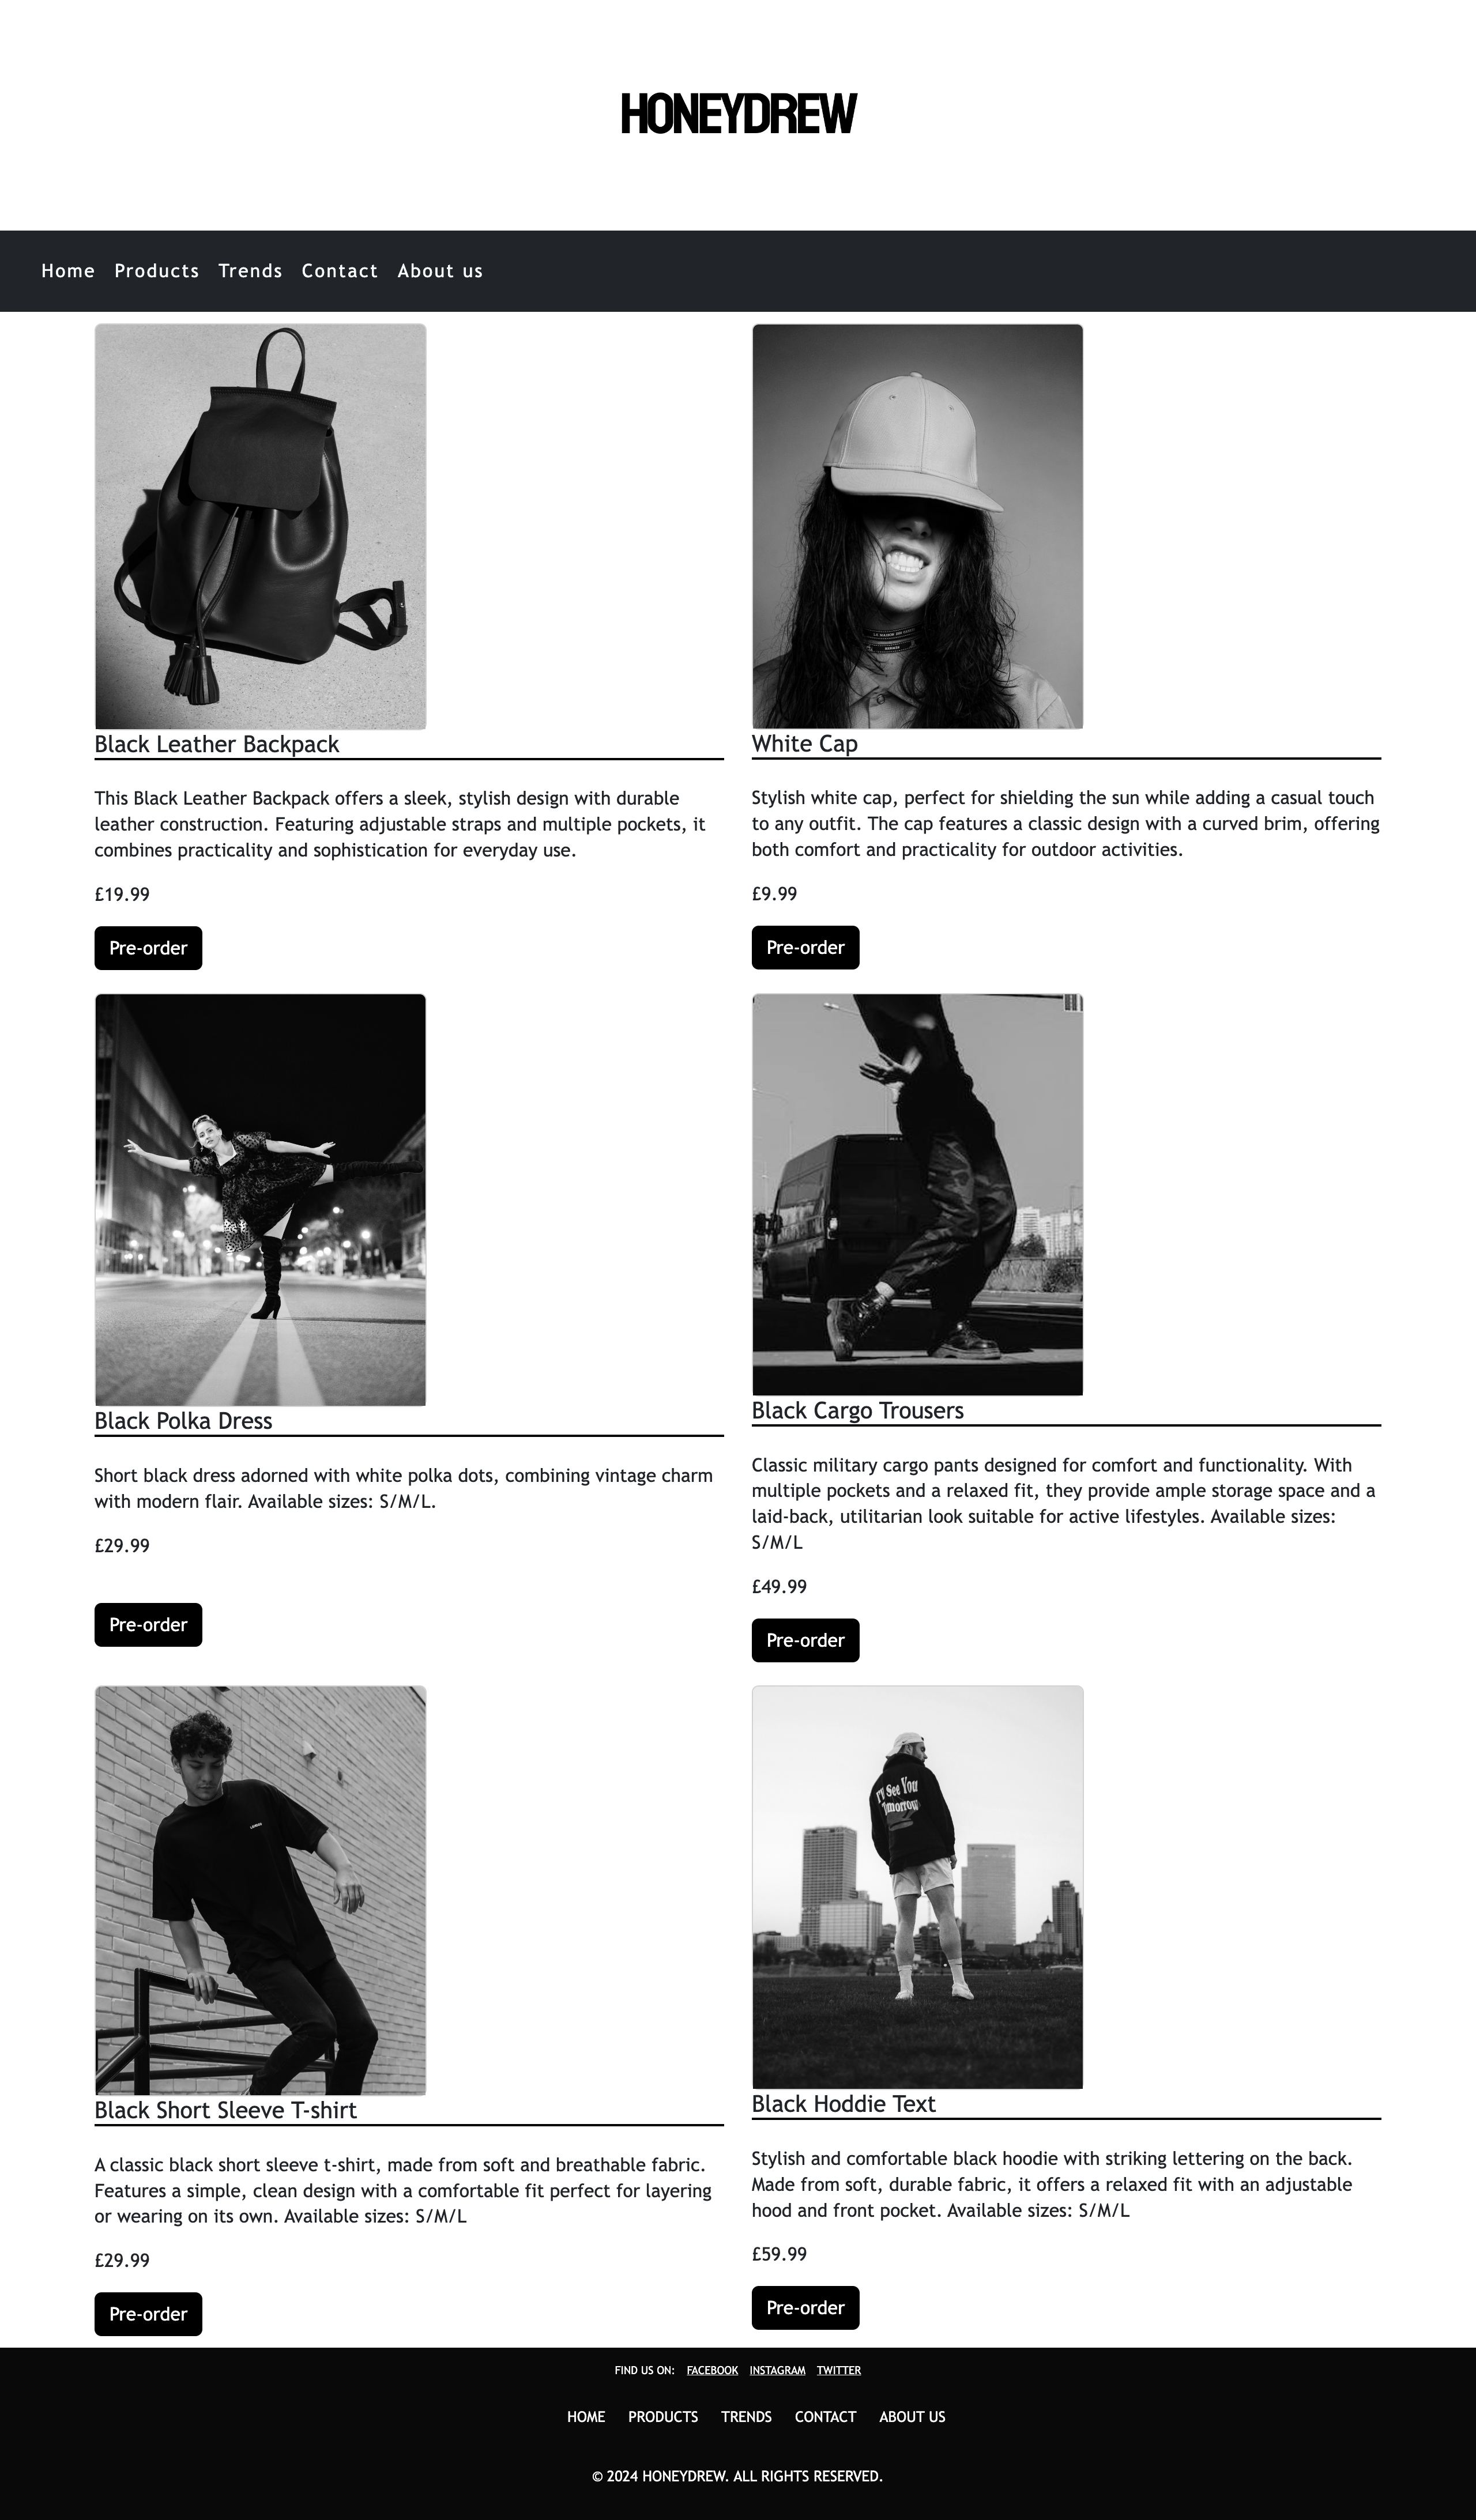 HONEYDREW
Home Products Trends Contact About us
Black Leather Backpack
This Black Leather Backpack offers a sleek, stylish design with durable
leather construction. Featuring adjustable straps and multiple pockets, it
combines practicality and sophistication for everyday use.
£19.99
Pre-order
White Cap
Stylish white cap, perfect for shielding the sun while adding a casual touch
to any outfit. The cap features a classic design with a curved brim, offering
both comfort and practicality for outdoor activities.
£9.99
Pre-order
Black Polka Dress
Short black dress adorned with white polka dots, combining vintage charm
with modern flair. Available sizes: S/M/L.
£29.99
Pre-order
Black Cargo Trousers
Classic military cargo pants designed for comfort and functionality. With
multiple pockets and a relaxed fit, they provide ample storage space and a
laid-back, utilitarian look suitable for active lifestyles. Available sizes:
S/M/L
£49.99
Pre-order
Black Short Sleeve T-shirt
A classic black short sleeve t-shirt, made from soft and breathable fabric.
Features a simple, clean design with a comfortable fit perfect for layering
or wearing on its own. Available sizes: S/M/L
£29.99
Pre-order
I'll See You
Tomorrow
Black Hoddie Text
Stylish and comfortable black hoodie with striking lettering on the back.
Made from soft, durable fabric, it offers a relaxed fit with an adjustable
hood and front pocket. Available sizes: S/M/L
£59.99
Pre-order
FIND US ON: FACEBOOK INSTAGRAM TWITTER
HOME PRODUCTS TRENDS CONTACT ABOUT US
© 2024 HONEYDREW. ALL RIGHTS RESERVED.